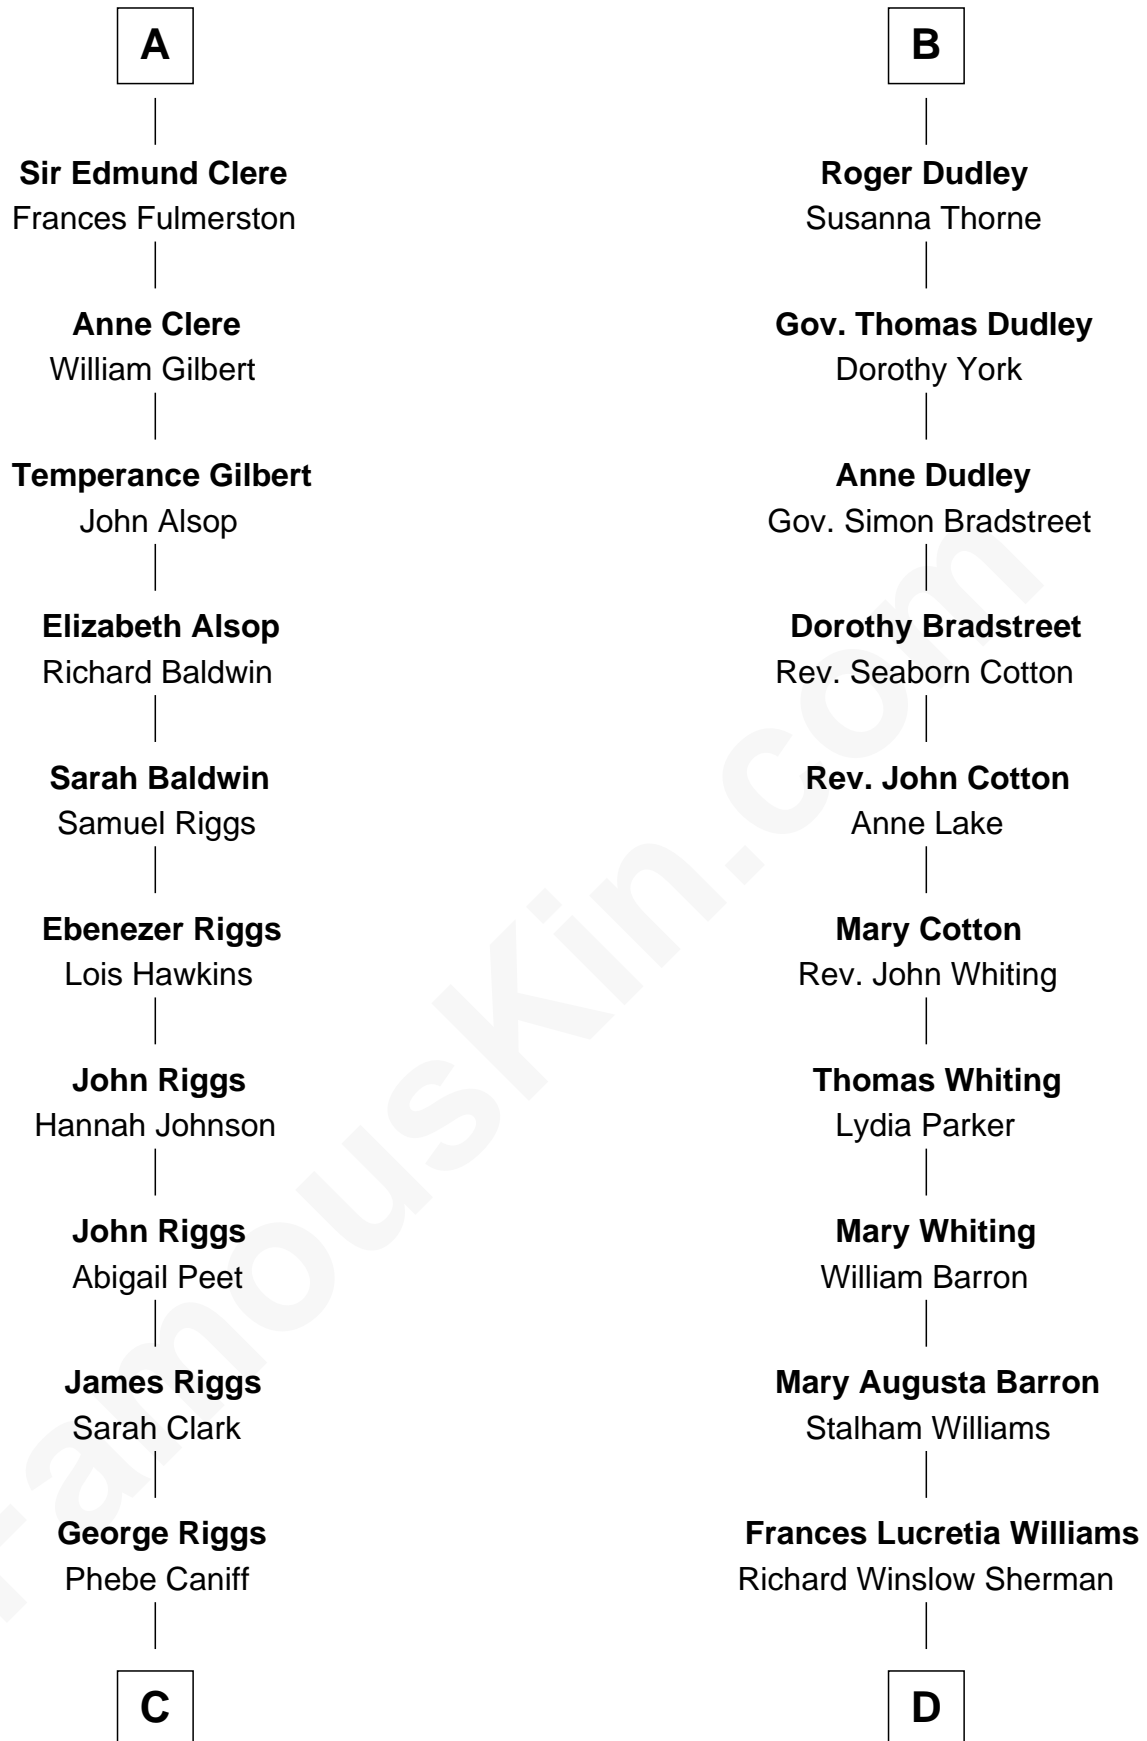 A
Sir Edmund Clere
Frances Fulmerston
Anne Clere
William Gilbert
Temperance Gilbert
John Alsop
Elizabeth Alsop
Richard Baldwin
Sarah Baldwin
Samuel Riggs
Ebenezer Riggs
Lois Hawkins
John Riggs
Hannah Johnson
John Riggs
Abigail Peet
James Riggs
Sarah Clark
George Riggs
Phebe Caniff
C
B
Roger Dudley
Susanna Thorne
Gov. Thomas Dudley
Dorothy York
Anne Dudley
Gov. Simon Bradstreet
Dorothy Bradstreet
Rev. Seaborn Cotton
Rev. John Cotton
Anne Lake
Mary Cotton
Rev. John Whiting
Thomas Whiting
Lydia Parker
Mary Whiting
William Barron
Mary Augusta Barron
Stalham Williams
Frances Lucretia Williams
Richard Winslow Sherman
D
FamousKin.com